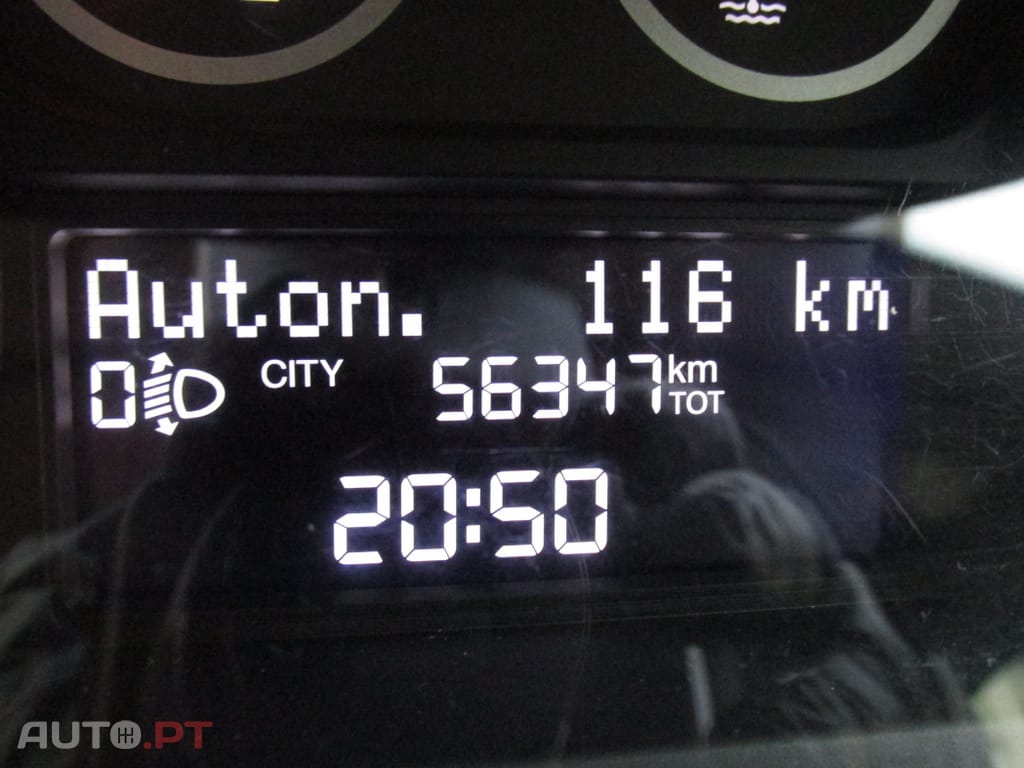 Auton. 116 km
0 CITY 56347 km
TOT
20:50
AUTO.PT